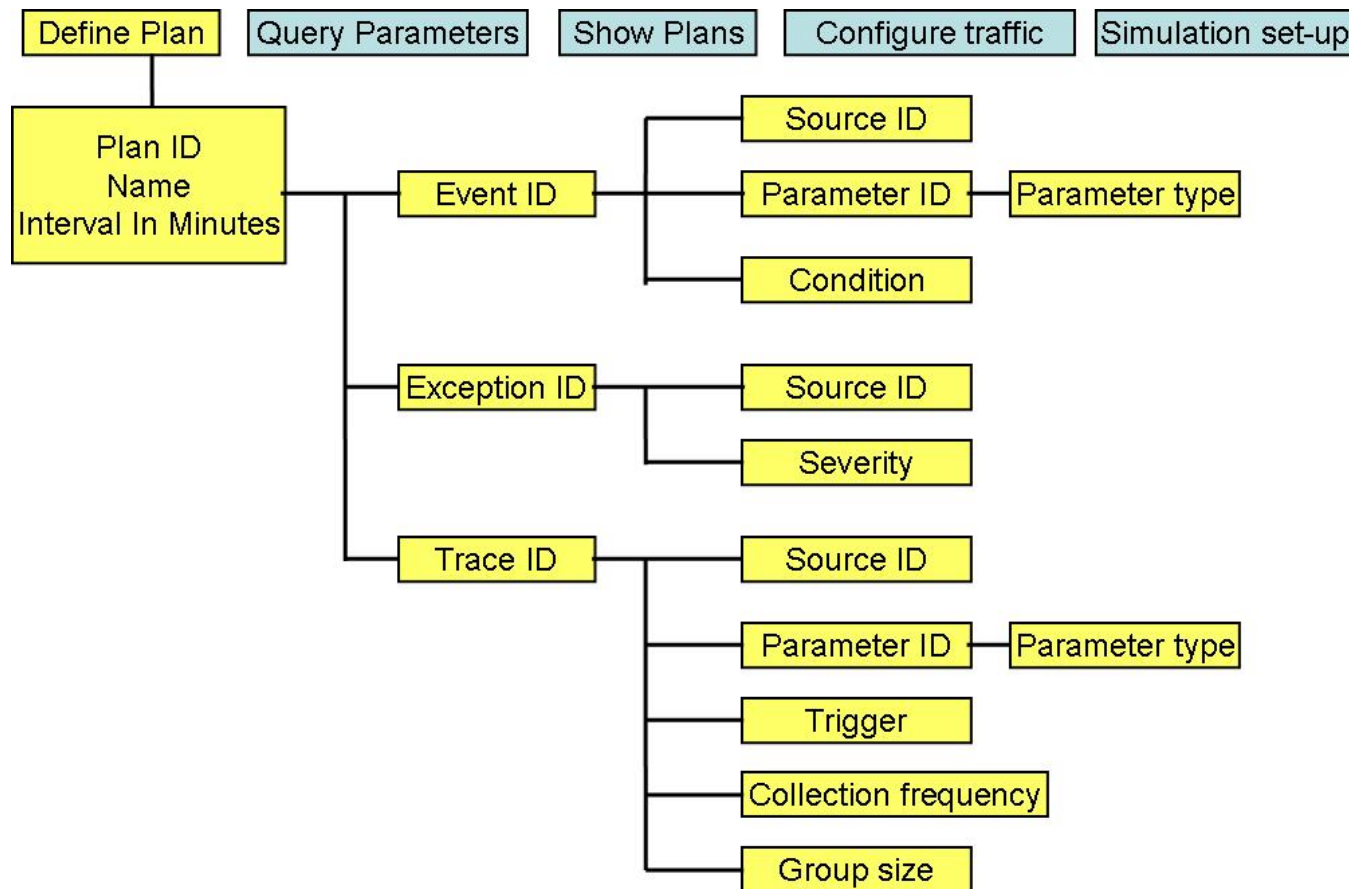 Define Plan
Query Parameters
Show Plans
Configure traffic
Simulation set-up
Plan ID
Name
Interval In Minutes
Event ID
Source ID
Parameter ID
Parameter type
Condition
Exception ID
Source ID
Severity
Trace ID
Source ID
Parameter ID
Parameter type
Trigger
Collection frequency
Group size